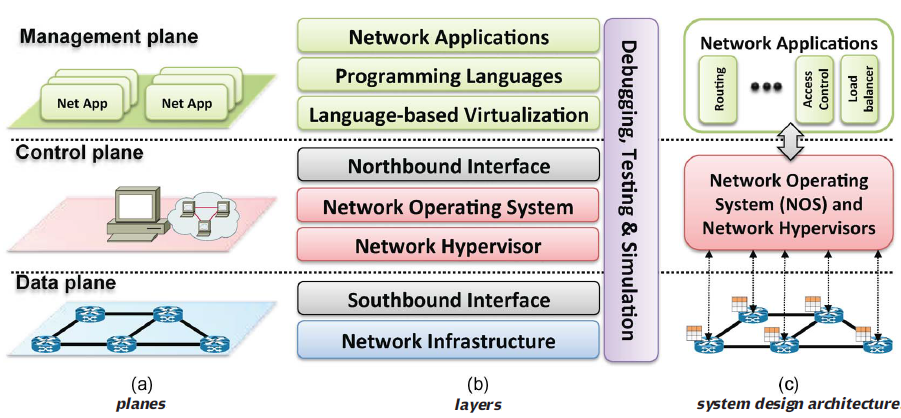 Management plane
Net App
Net App
Control plane
Data plane
(a)
planes
Network Applications
Programming Languages
Language-based Virtualization
Northbound Interface
Network Operating System
Network Hypervisor
Southbound Interface
Network Infrastructure
Debugging, Testing & Simulation
(b)
layers
Network Applications
Routing
Access
Control
Load
balancer
Network Operating
System (NOS) and
Network Hypervisors
(c)
system design architecture